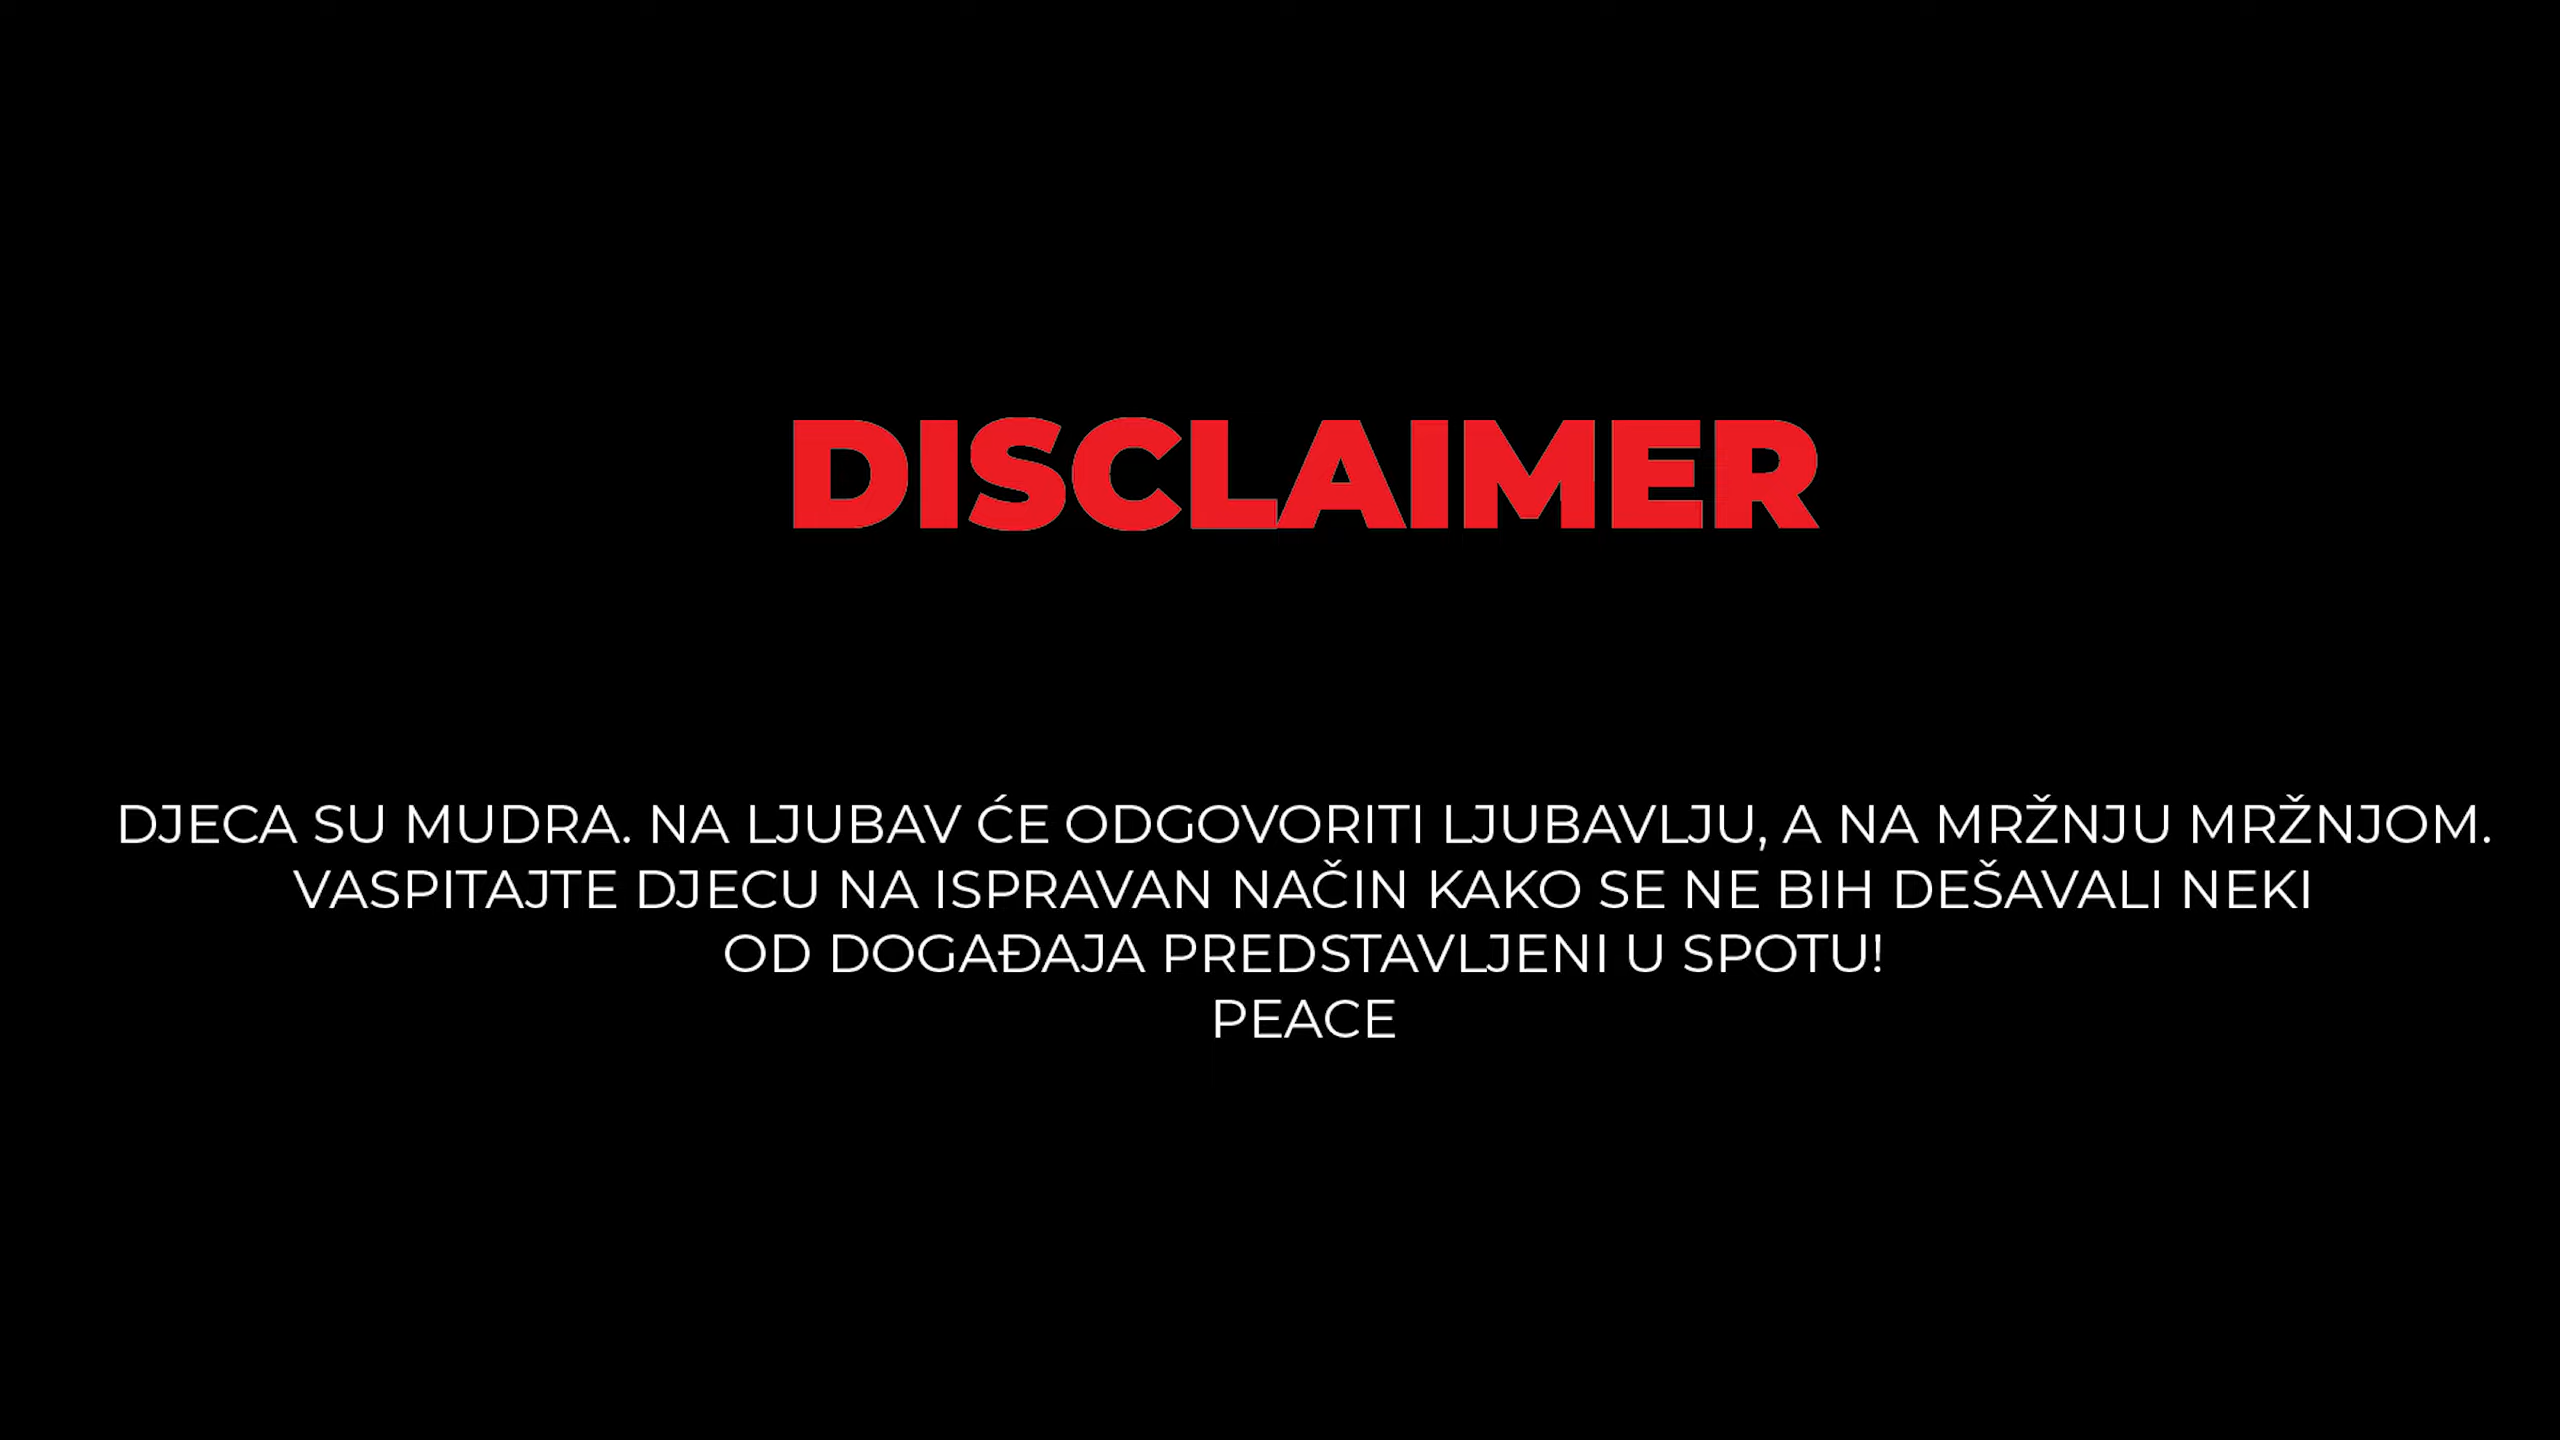 DISCLAIMER
DJECA SU MUDRA. NA LJUBAV ĆE ODGOVORITI LJUBAVLJU, A NA MRŽNJU MRŽNJOM.
VASPITAJTE DJECU NA ISPRAVAN NAČIN KAKO SE NE BIH DEŠAVALI NEKI
OD DOGAĐAJA PREDSTAVLJENI U SPOTU!
PEACE